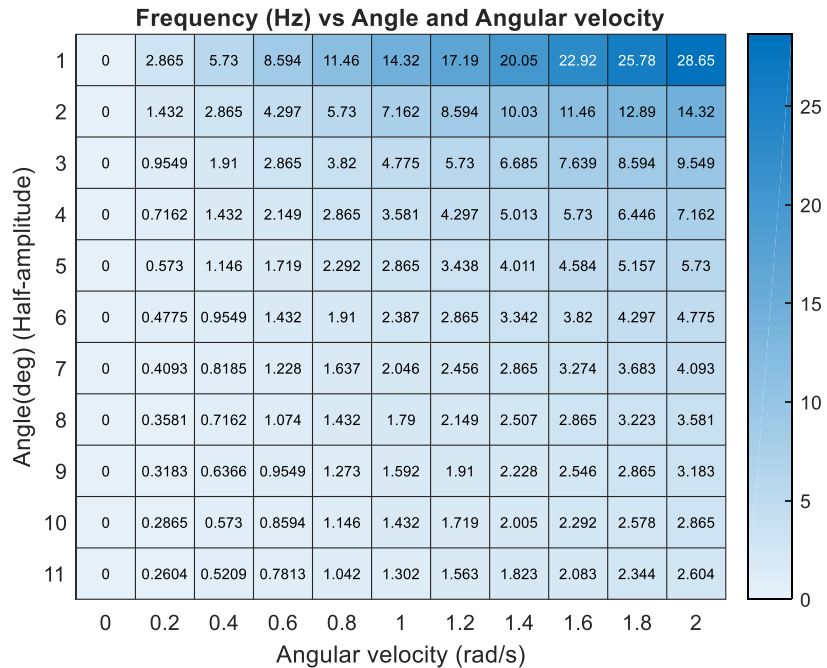 Frequency (Hz) vs Angle and Angular velocity
1 0 2.865 5.73 8.594 11.46 14.32 17.19 20.05 22.92 25.78 28.65
2 0 1.432 2.865 4.297 5.73 7.162 8.594 10.03 11.46 12.89 14.32
3 0 0.9549 1.91 2.865 3.82 4.775 5.73 6.685 7.639 8.594 9.549
4 0 0.7162 1.432 2.149 2.865 3.581 4.297 5.013 5.73 6.446 7.162
5 0 0.573 1.146 1.719 2.292 2.865 3.438 4.011 4.584 5.157 5.73
6 0 0.4775 0.9549 1.432 1.91 2.387 2.865 3.342 3.82 4.297 4.775
7 0 0.4093 0.8185 1.228 1.637 2.046 2.456 2.865 3.274 3.683 4.093
8 0 0.3581 0.7162 1.074 1.432 1.79 2.149 2.507 2.865 3.223 3.581
9 0 0.3183 0.6366 0.9549 1.273 1.592 1.91 2.228 2.546 2.865 3.183
10 0 0.2865 0.573 0.8594 1.146 1.432 1.719 2.005 2.292 2.578 2.865
11 0 0.2604 0.5209 0.7813 1.042 1.302 1.563 1.823 2.083 2.344 2.604
0 0.2 0.4 0.6 0.8 1 1.2 1.4 1.6 1.8 2
Angular velocity (rad/s)
Angle(deg) (Half-amplitude)
25
20
15
10
5
0